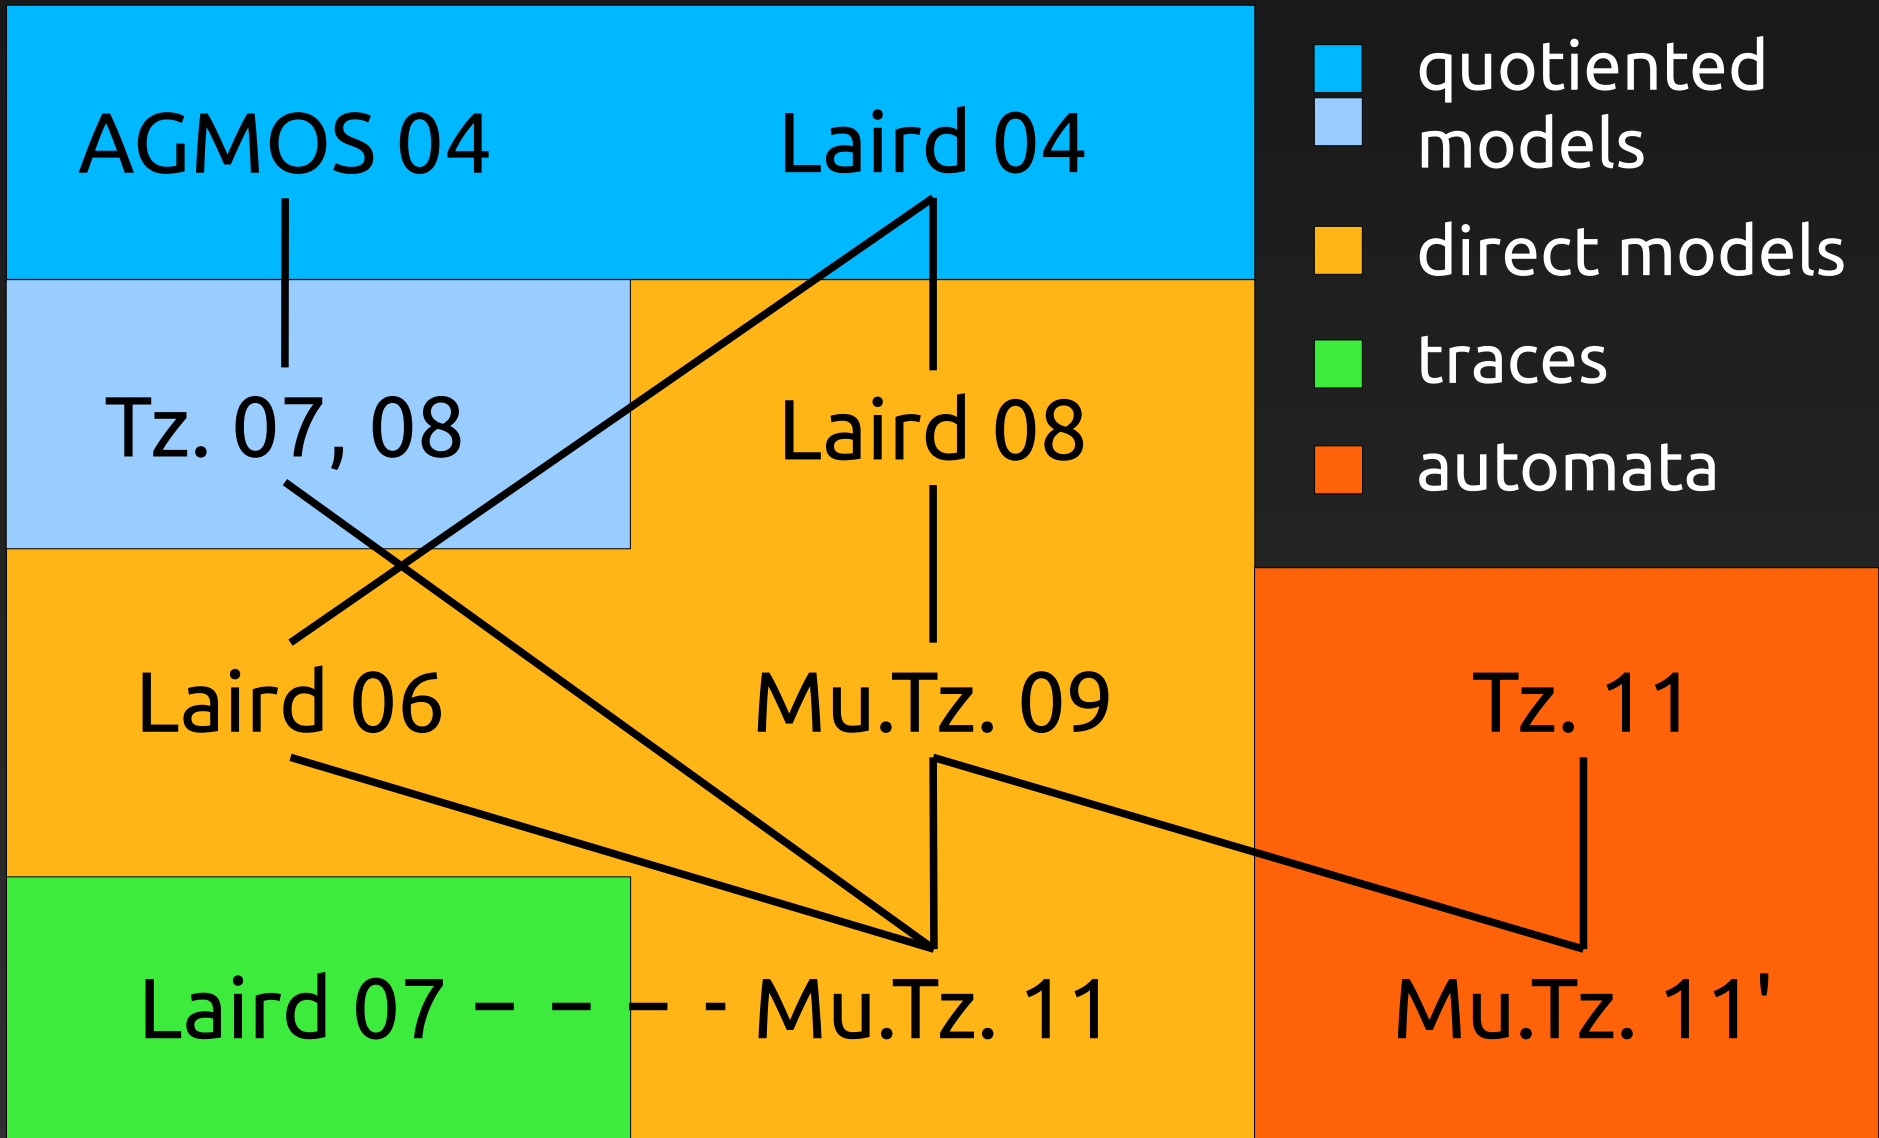 AGMOS 04
Laird 04
Tz. 07, 08
Laird 08
Laird 06
Mu.Tz. 09
Tz. 11
Laird 07
Mu.Tz. 11
Mu.Tz. 11'
quotiented
models
direct models
traces
automata